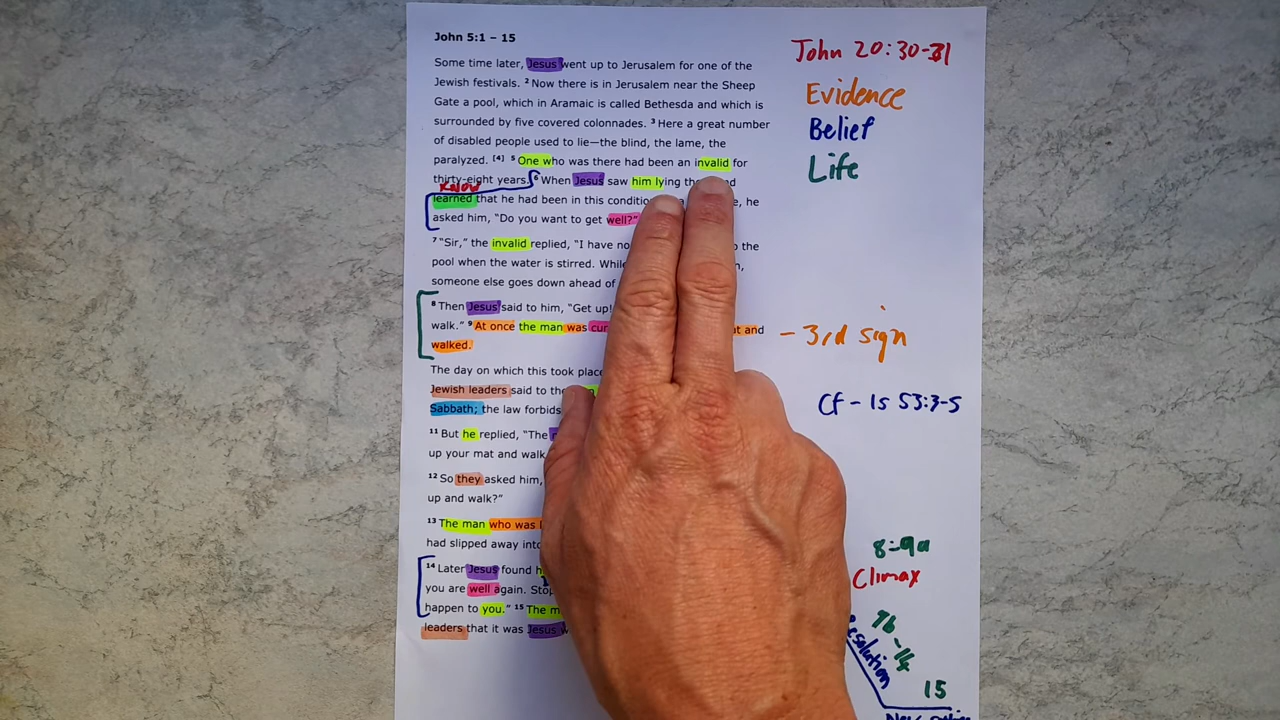 John 5:1 – 15
John 20:30-31
Some time later, Jesus went up to Jerusalem for one of the
Jewish festivals. 2 Now there is in Jerusalem near the Sheep
Gate a pool, which in Aramaic is called Bethesda and which is
surrounded by five covered colonnades. 3 Here a great number
of disabled people used to lie—the blind, the lame, the
paralyzed. [4] 5 One who was there had been an invalid for
thirty-eight years. 6 When Jesus saw him lying
know
learned that he had been in this he
asked him, "Do you want to get well?"
Evidence
Belief
Life
7 "Sir," the invalid replied, "I have the
pool when the water is stirred.
someone else goes down ahead of
8 Then Jesus said to him, "Get up!
walk." 9 At once the man was and
walked.
- 3rd sign
The day on which this took
Jewish leaders said to
Sabbath; the law forbids
Cf - Is 53:3-5
11 But he replied, "The
up your mat and walk
12 So they asked him,
up and walk?"
13 The man who was
had slipped away
14 Later Jesus found
you are well again.
happen to you." 15 The
leaders that it was Jesus
8-9a
Climax
9b
-14
Resolution
15